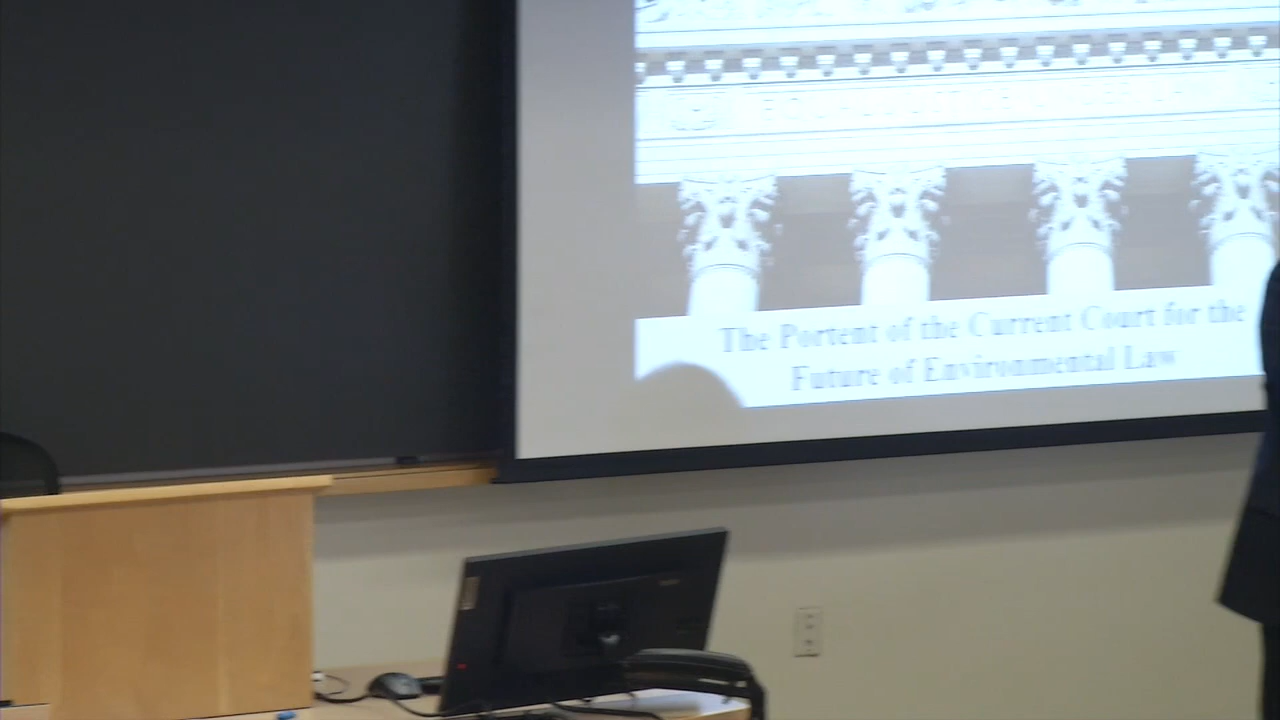 The Portent of the Current Court for the
Future of Environmental Law